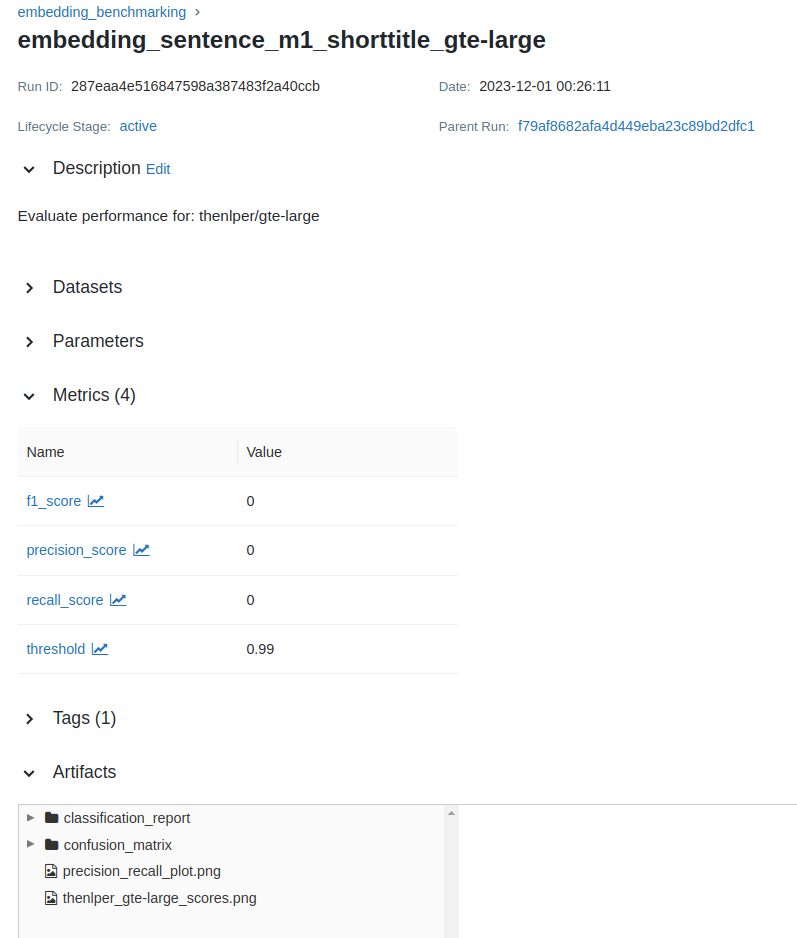 embedding_benchmarking ›
embedding_sentence_m1_shorttitle_gte-large
Run ID: 287eaa4e516847598a387483f2a40ccb
Date: 2023-12-01 00:26:11
Lifecycle Stage: active
Parent Run: f79af8682afa4d449eba23c89bd2dfc1
Description Edit
Evaluate performance for: thenlper/gte-large
Datasets
Parameters
Metrics (4)
Name Value
f1_score 0
precision_score 0
recall_score 0
threshold 0.99
Tags (1)
Artifacts
classification_report
confusion_matrix
precision_recall_plot.png
thenlper_gte-large_scores.png